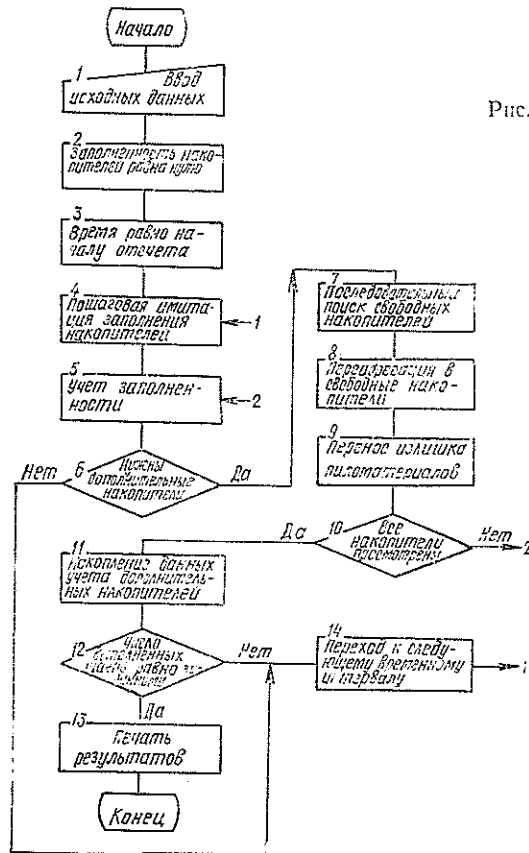 Начало
1
Ввод
исходных данных
Рис.
2
Заполненность нако-
пителей равна нулю
3
Время равно на-
чалу отсчета
4
Пошаговая имита-
ция заполнения
накопителей
1
5
Учет заполнен-
ности
2
6
Нужны
дополнительные
накопители
Нет
Да
7
Последовательный
поиск свободных
накопителей
8
Переадресация в
свободные нако-
пители
9
Перенос излишка
пиломатериалов
10
Все
накопители
просмотрены
Да
Нет
2
11
Накопление данных
учета дополнитель-
ных накопителей
12
Число
равно
Нет
Да
14
Переход к следу-
ющему временному
интервалу
1
13
Печать
результатов
Конец